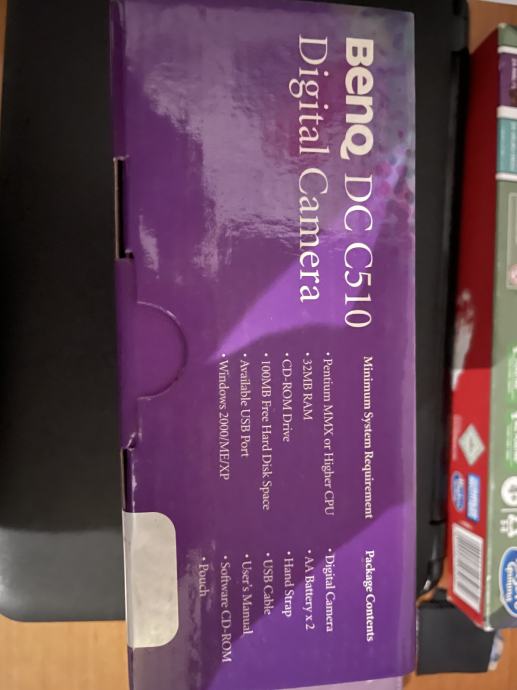 BenQ DC C510
Digital Camera
Minimum System Requirement
• Pentium MMX or Higher CPU
• 32MB RAM
• CD-ROM Drive
• 100MB Free Hard Disk Space
• Available USB Port
• Windows 2000/ME/XP
Package Contents
• Digital Camera
• AA Battery x 2
• Hand Strap
• USB Cable
• User's Manual
• Software CD-ROM
• Pouch